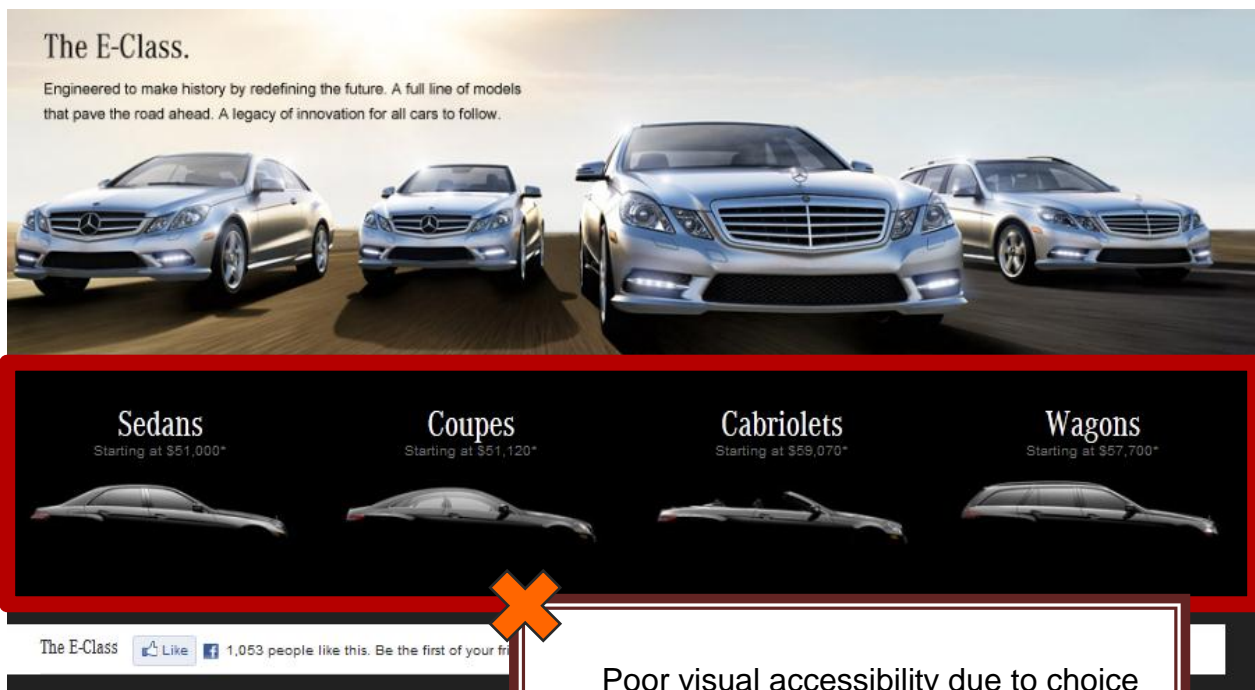 The E-Class.
Engineered to make history by redefining the future. A full line of models
that pave the road ahead. A legacy of innovation for all cars to follow.
Sedans
Starting at $51,000*
Coupes
Starting at $51,120*
Cabriolets
Starting at $59,070*
Wagons
Starting at $57,700*
The E-Class Like 1,053 people like this. Be the first of your
Poor visual accessibility due to choice